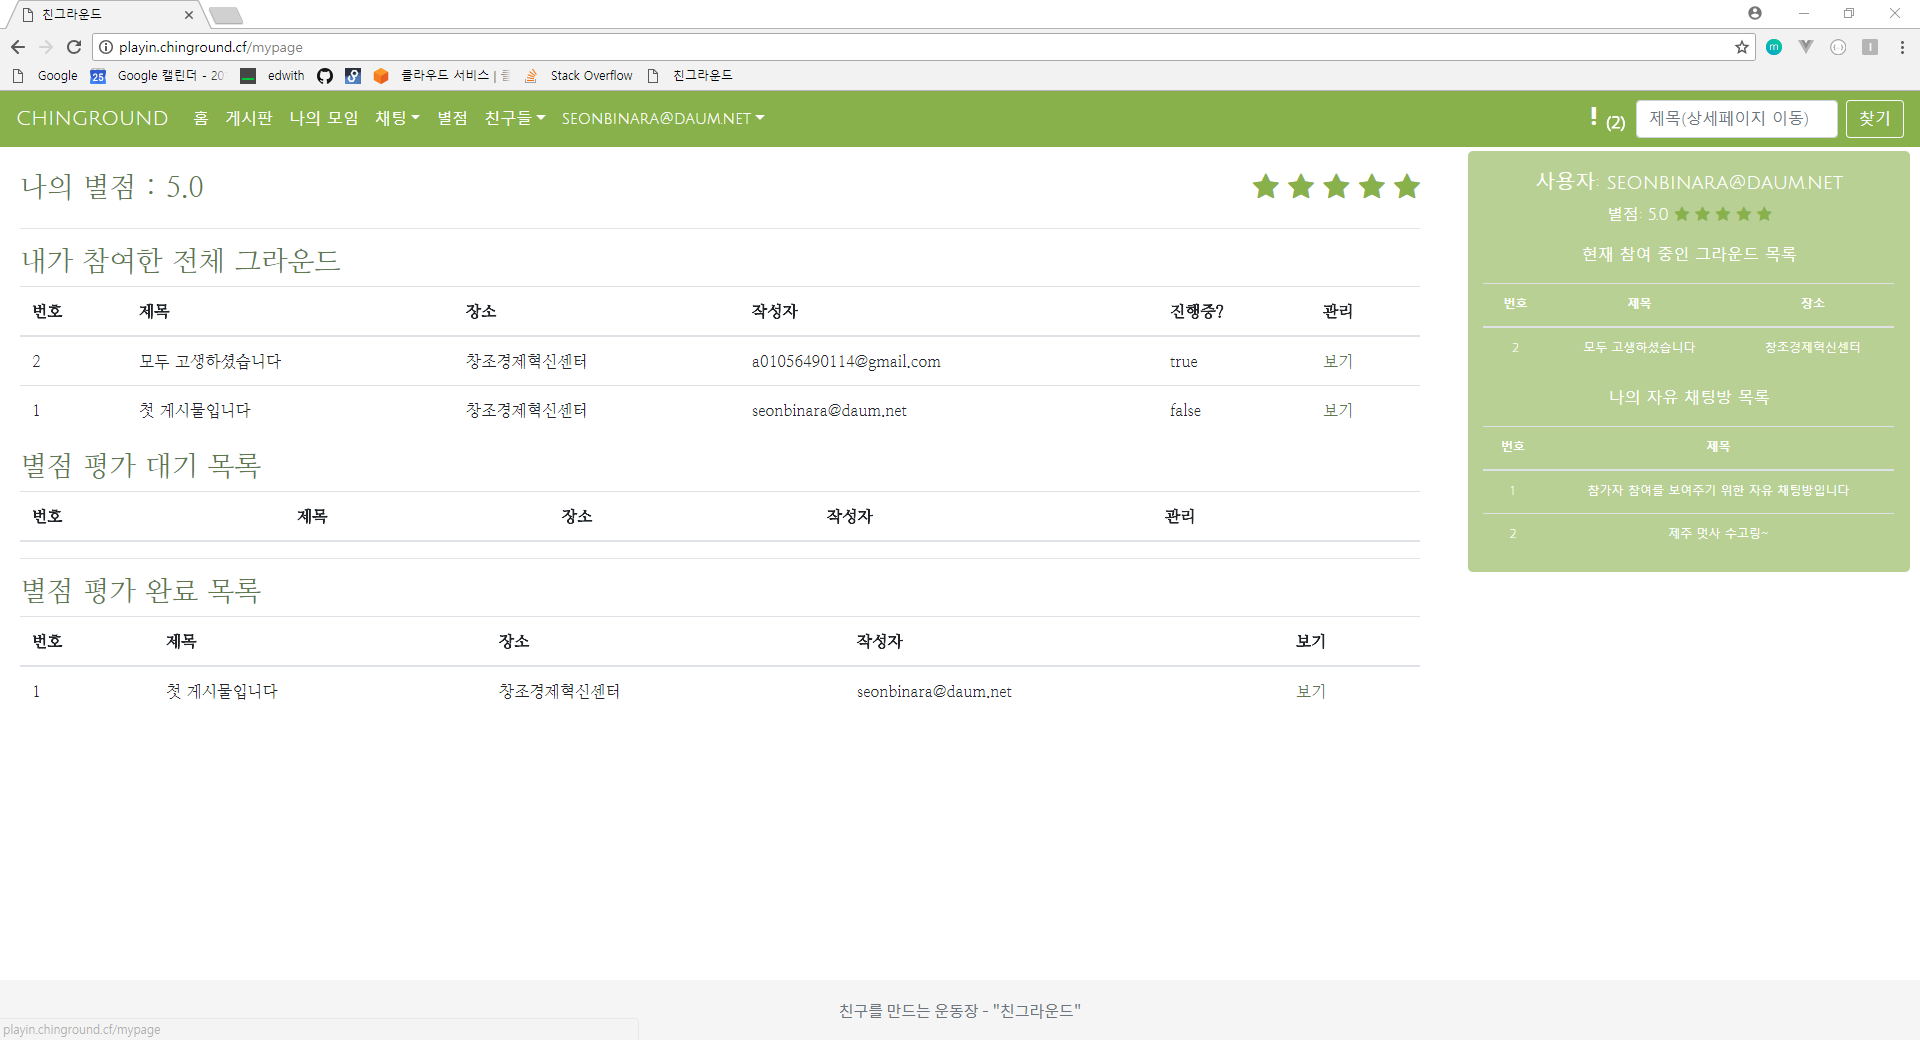 친그라운드
playin.chinground.cf/mypage
Google 25 Google 캘린더 - 20 edwith 클라우드 서비스 | Stack Overflow 친그라운드
CHINGROUND 홈 게시판 나의 모임 채팅 별점 친구들 SEONBINARA@DAUM.NET ! (2) 제목(상세페이지 이동) 찾기
나의 별점 : 5.0
내가 참여한 전체 그라운드
번호 제목 장소 작성자 진행중? 관리
2 모두 고생하셨습니다 창조경제혁신센터 a01056490114@gmail.com true 보기
1 첫 게시물입니다 창조경제혁신센터 seonbinara@daum.net false 보기
별점 평가 대기 목록
번호 제목 장소 작성자 관리
별점 평가 완료 목록
번호 제목 장소 작성자 보기
1 첫 게시물입니다 창조경제혁신센터 seonbinara@daum.net 보기
사용자: SEONBINARA@DAUM.NET
별점: 5.0
현재 참여 중인 그라운드 목록
번호 제목 장소
2 모두 고생하셨습니다 창조경제혁신센터
나의 자유 채팅방 목록
번호 제목
1 참가자 참여를 보여주기 위한 자유 채팅방입니다
2 제주 멋사 수고링~
친구를 만드는 운동장 - "친그라운드"
playin.chinground.cf/mypage